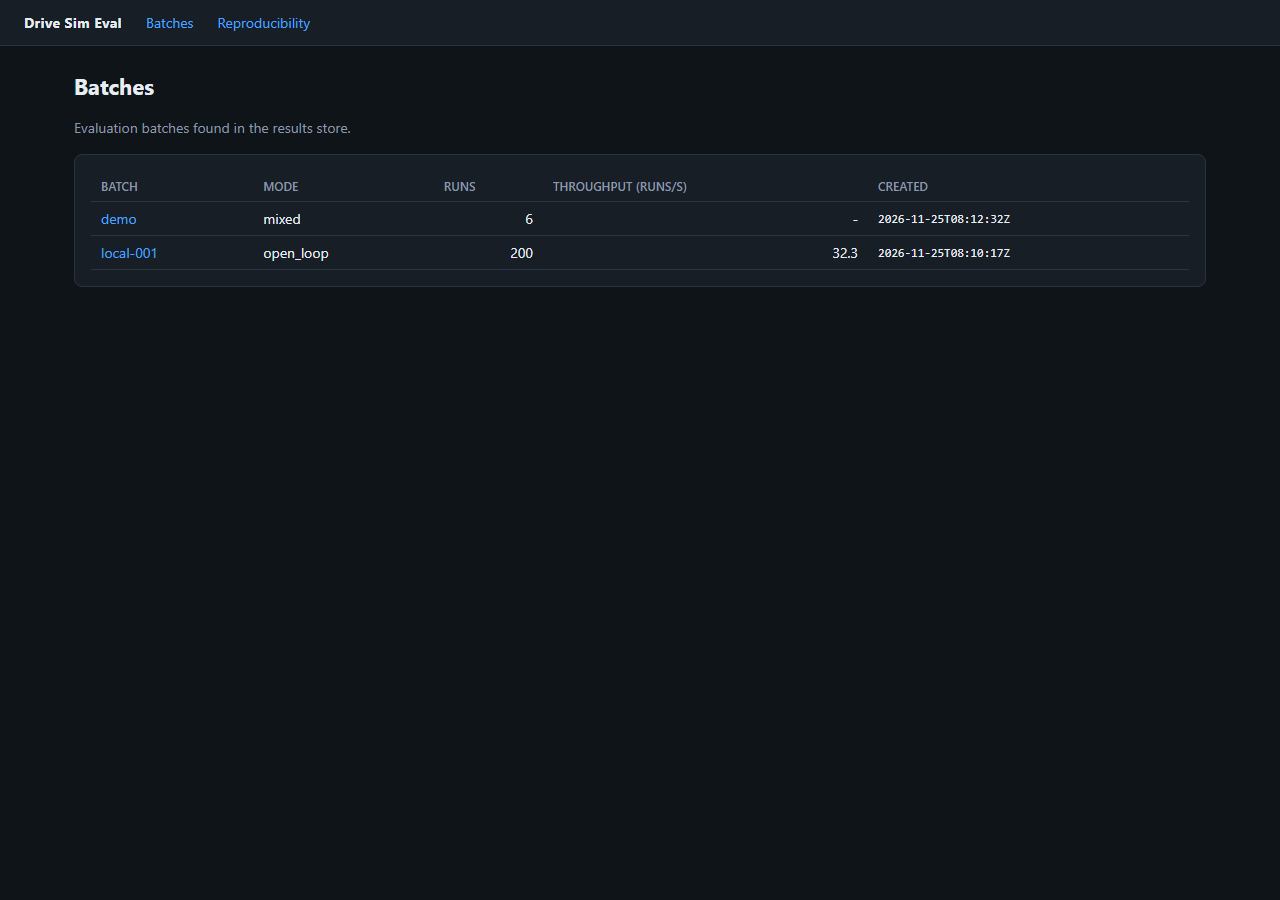 Drive Sim Eval Batches Reproducibility
Batches
Evaluation batches found in the results store.
BATCH MODE RUNS THROUGHPUT (RUNS/S) CREATED
demo mixed 6 - 2026-11-25T08:12:32Z
local-001 open_loop 200 32.3 2026-11-25T08:10:17Z